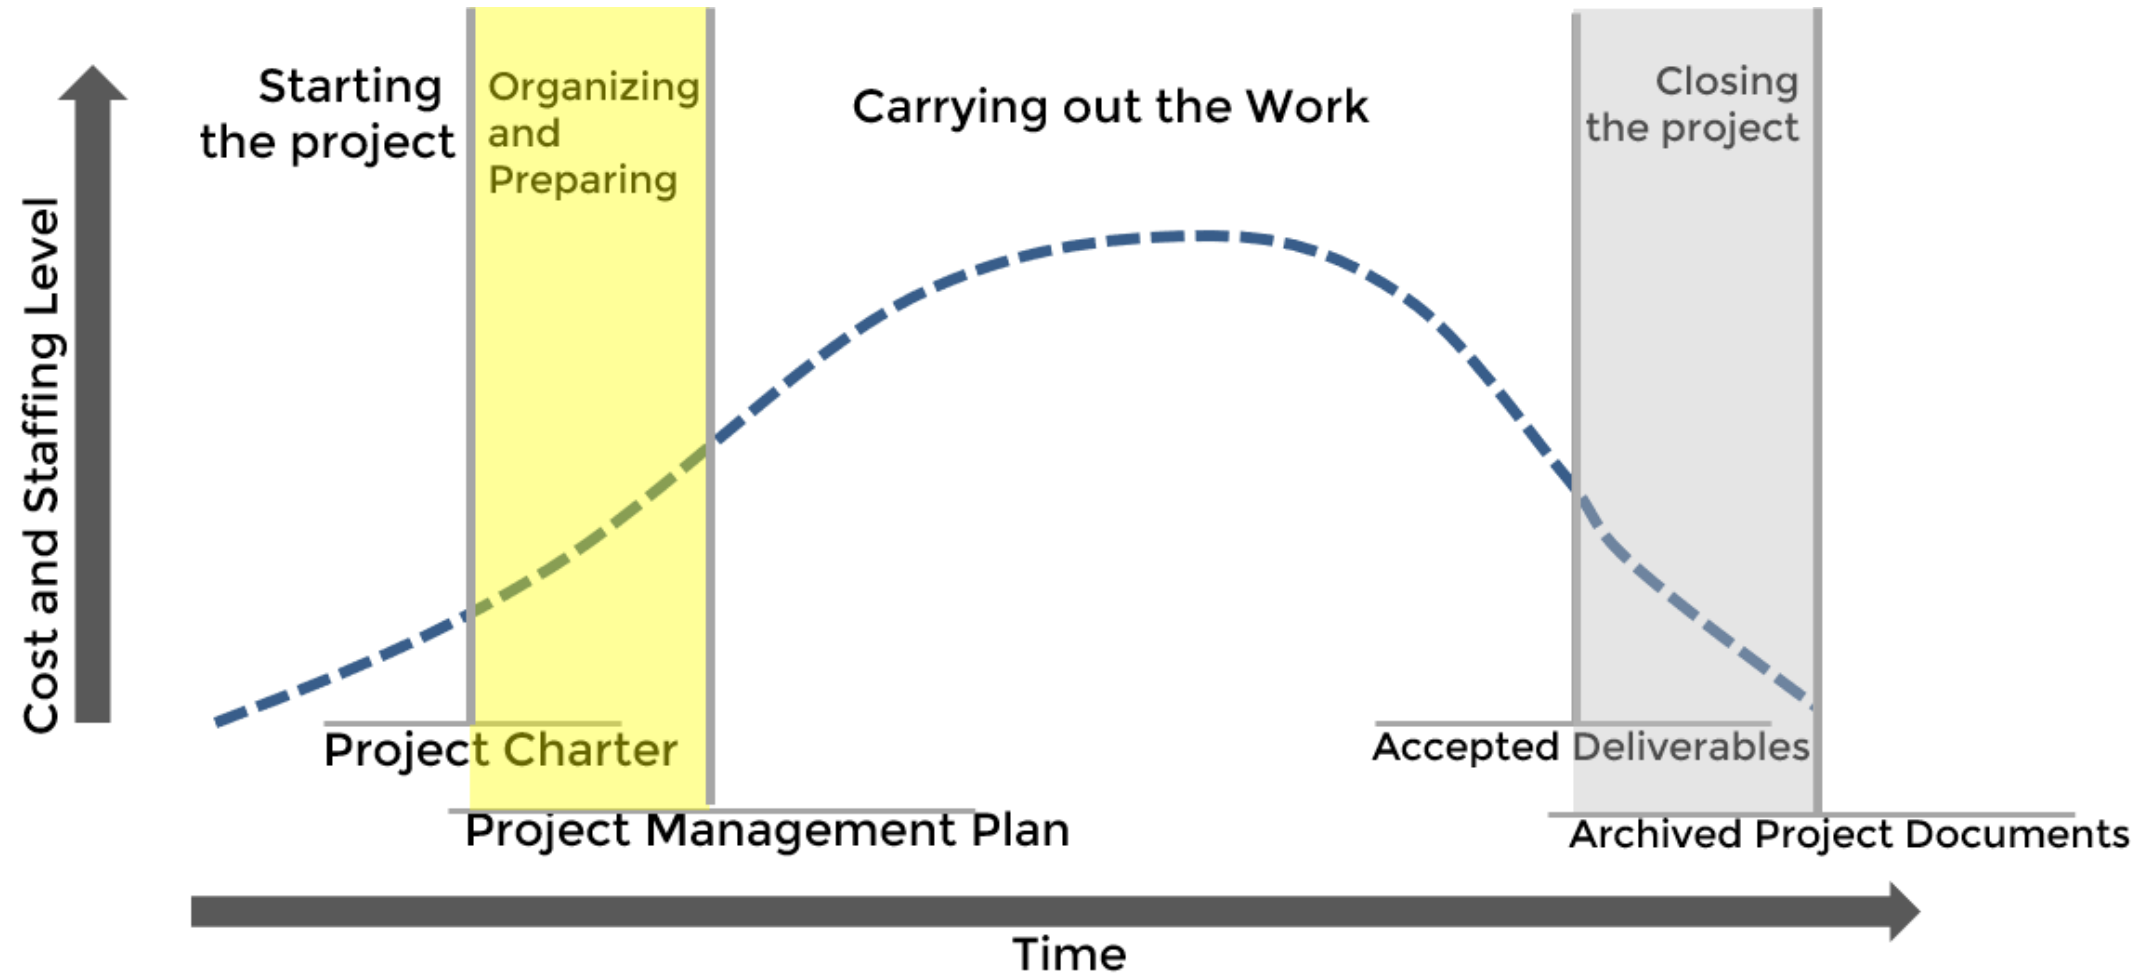 Starting
the project
Organizing
and
Preparing
Carrying out the Work
Closing
the project
Cost and Staffing Level
Project Charter
Project Management Plan
Accepted Deliverables
Archived Project Documents
Time